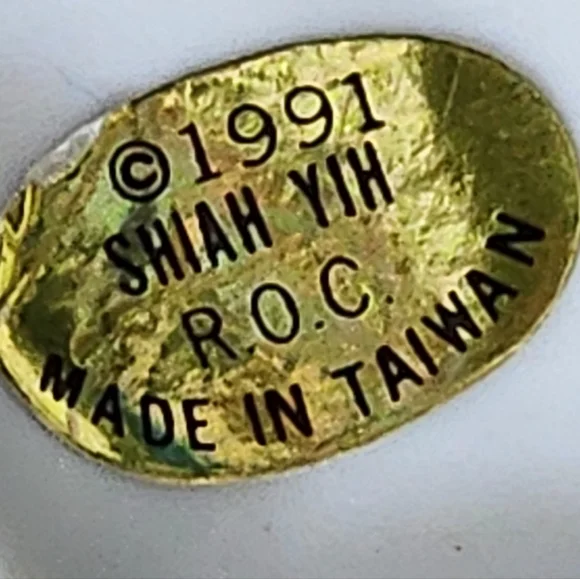 ©1991
SHIAH YIH
R.O.C.
MADE IN TAIWAN